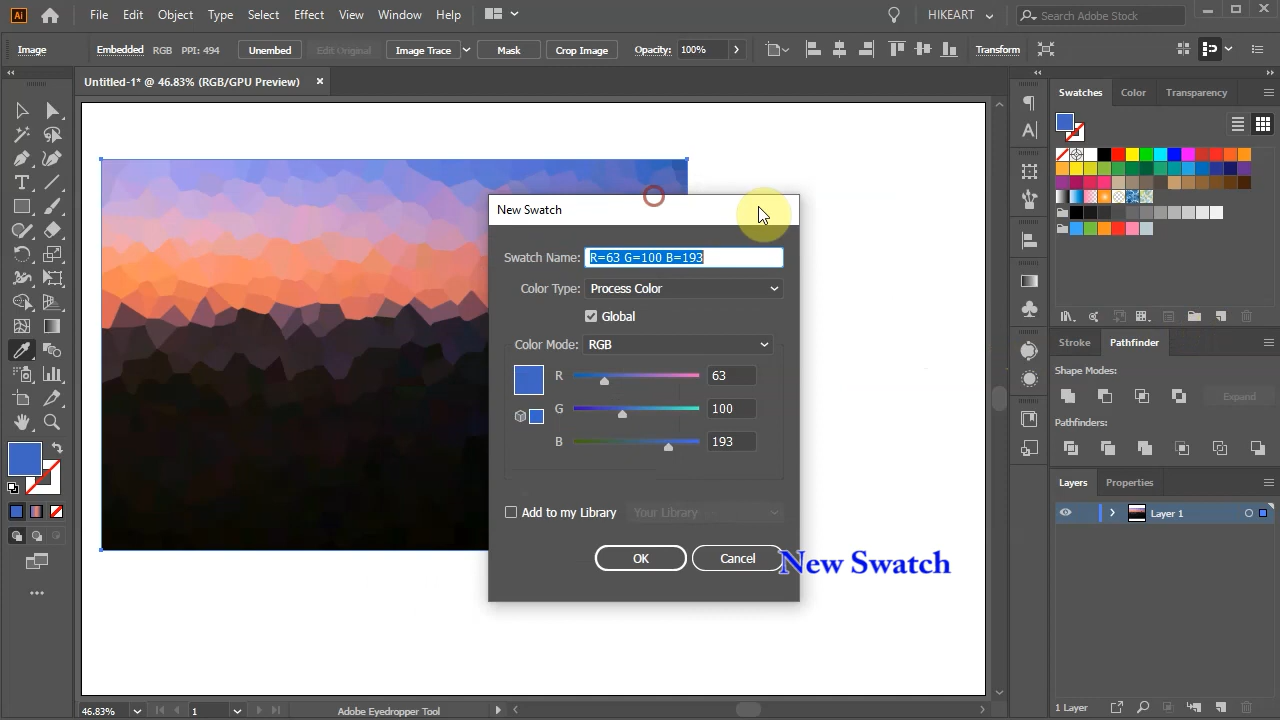 Ai File Edit Object Type Select Effect View Window Help HIKEART Search Adobe Stock
Image Embedded RGB PPI: 494 Unembed Edit Original Image Trace Mask Crop Image Opacity: 100% Transform
Untitled-1* @ 46.83% (RGB/GPU Preview) ×
Swatches Color Transparency
New Swatch
Swatch Name: R=63 G=100 B=193
Color Type: Process Color
Global
Color Mode: RGB
R 63
G 100
B 193
Add to my Library Your Library
OK Cancel
New Swatch
Stroke Pathfinder
Shape Modes:
Expand
Pathfinders:
Layers Properties
Layer 1
1 Layer
46.83% 1 Adobe Eyedropper Tool